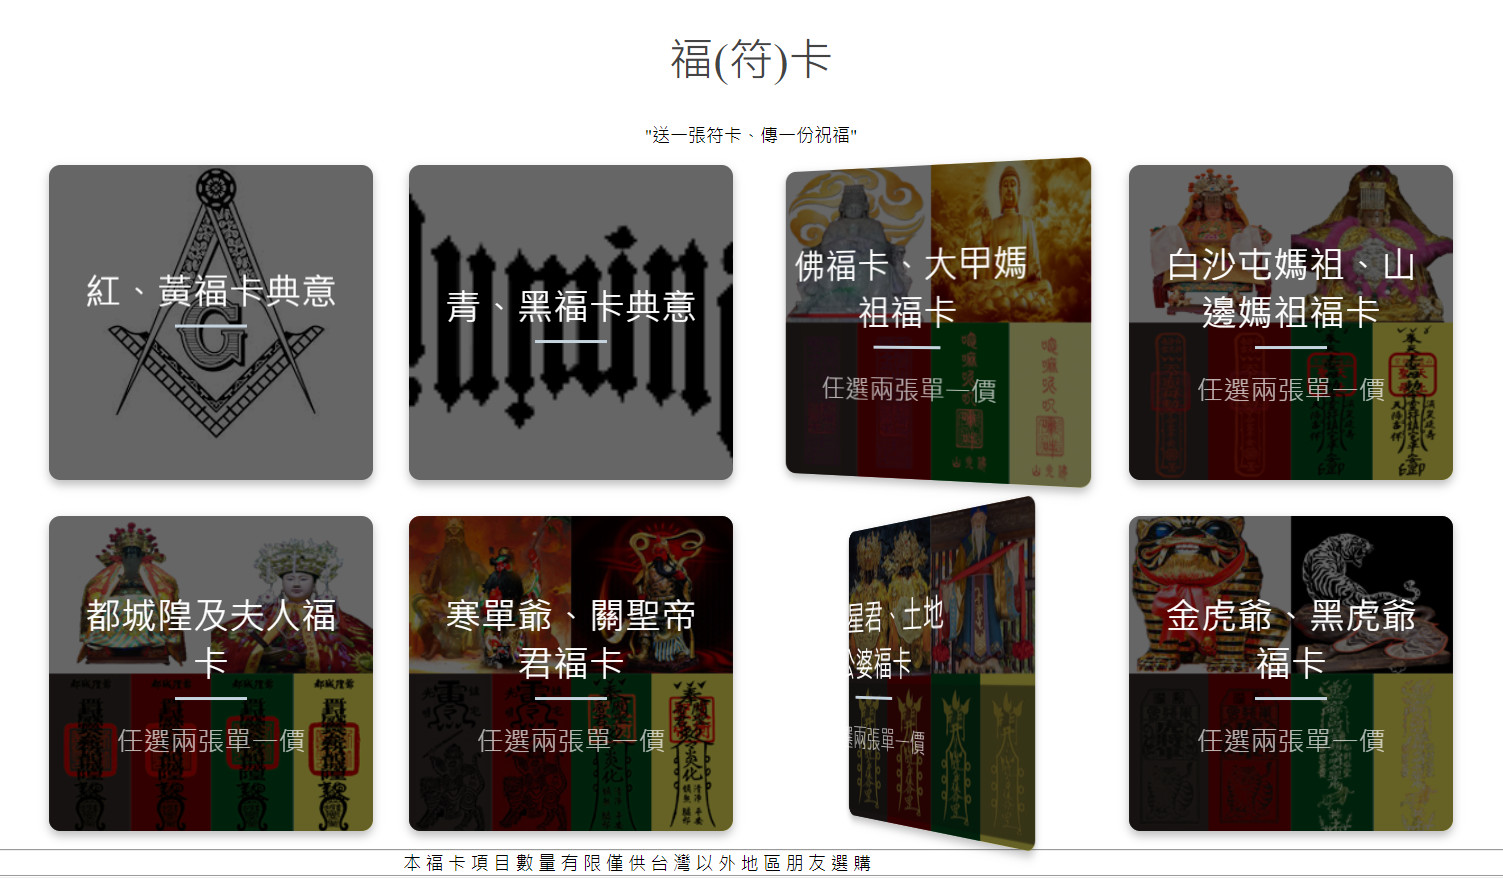 福(符)卡
"送一張符卡、傳一份祝福"
紅、黃福卡典意
G
青、黑福卡典意
佛福卡、大甲媽
祖福卡
任選兩張單一價
白沙屯媽祖、山
邊媽祖福卡
任選兩張單一價
都城隍及夫人福
卡
任選兩張單一價
寒單爺、關聖帝
君福卡
任選兩張單一價
星君、土地
公婆福卡
選兩張單一價
金虎爺、黑虎爺
福卡
任選兩張單一價
本福卡項目數量有限僅供台灣以外地區朋友選購